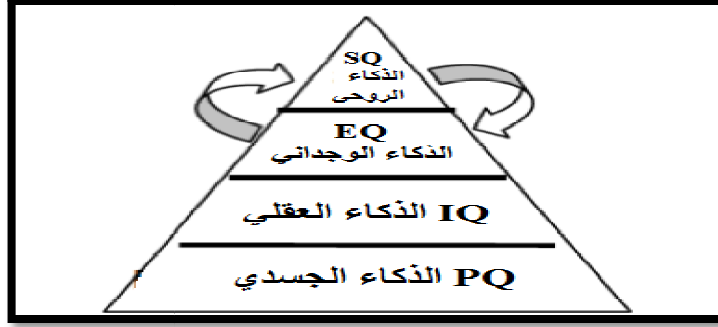 SQ
الذكاء
الروحي
EQ
الذكاء الوجداني
IQ الذكاء العقلي
PQ الذكاء الجسدي